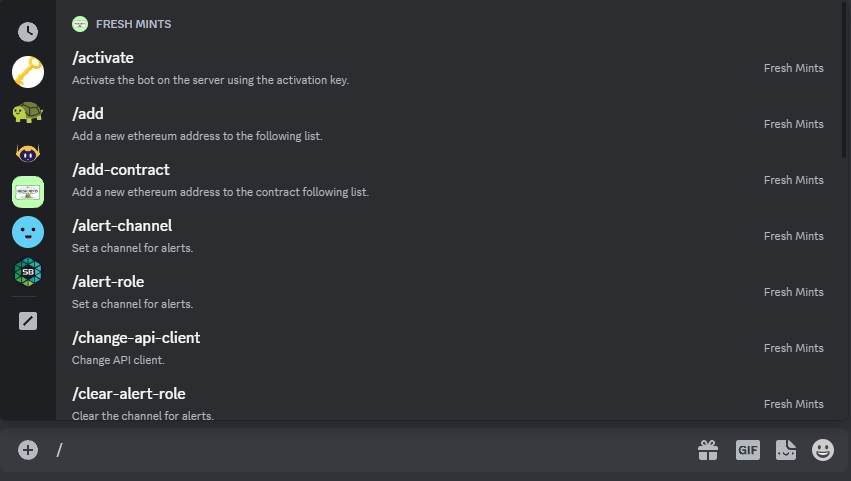 FRESH MINTS
/activate
Activate the bot on the server using the activation key.
Fresh Mints
/add
Add a new ethereum address to the following list.
Fresh Mints
/add-contract
Add a new ethereum address to the contract following list.
Fresh Mints
/alert-channel
Set a channel for alerts.
Fresh Mints
/alert-role
Set a channel for alerts.
Fresh Mints
/change-api-client
Change API client.
Fresh Mints
/clear-alert-role
Clear the channel for alerts.
Fresh Mints
SB
/
GIF